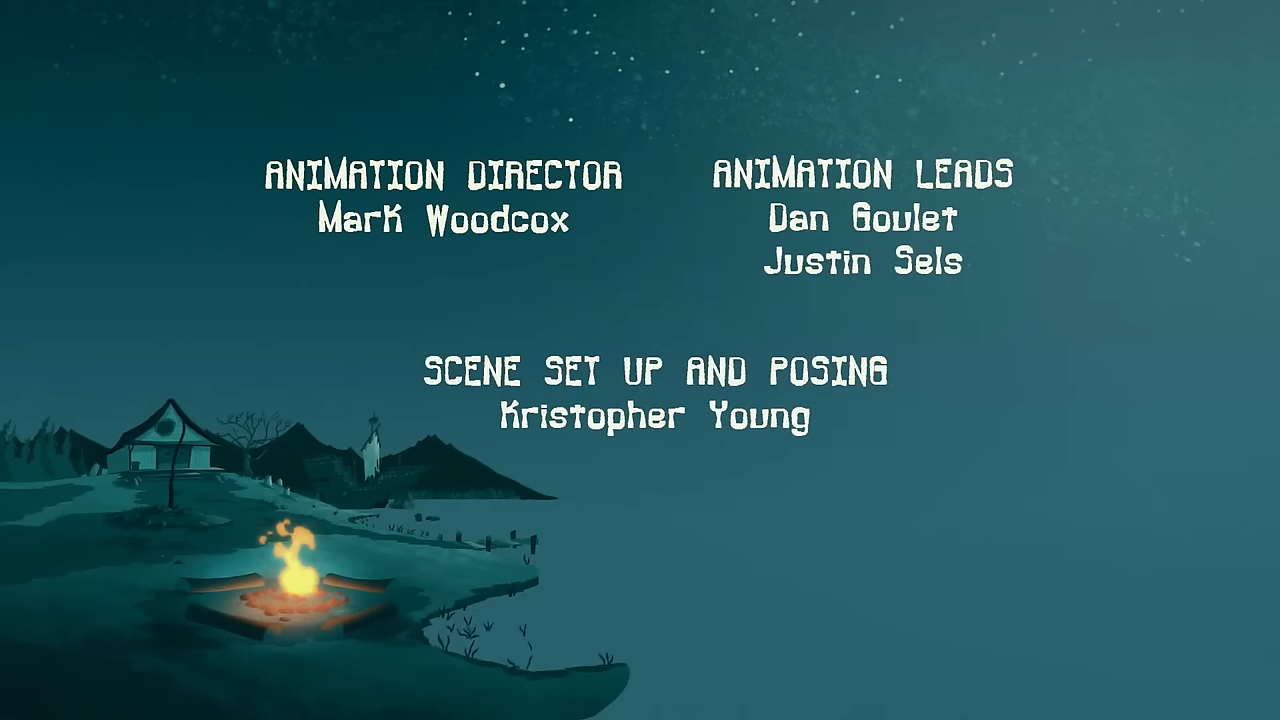 ANIMATION DIRECTOR
Mark Woodcox
ANIMATION LEADS
Dan Goulet
Justin Sels
SCENE SET UP AND POSING
Kristopher Young